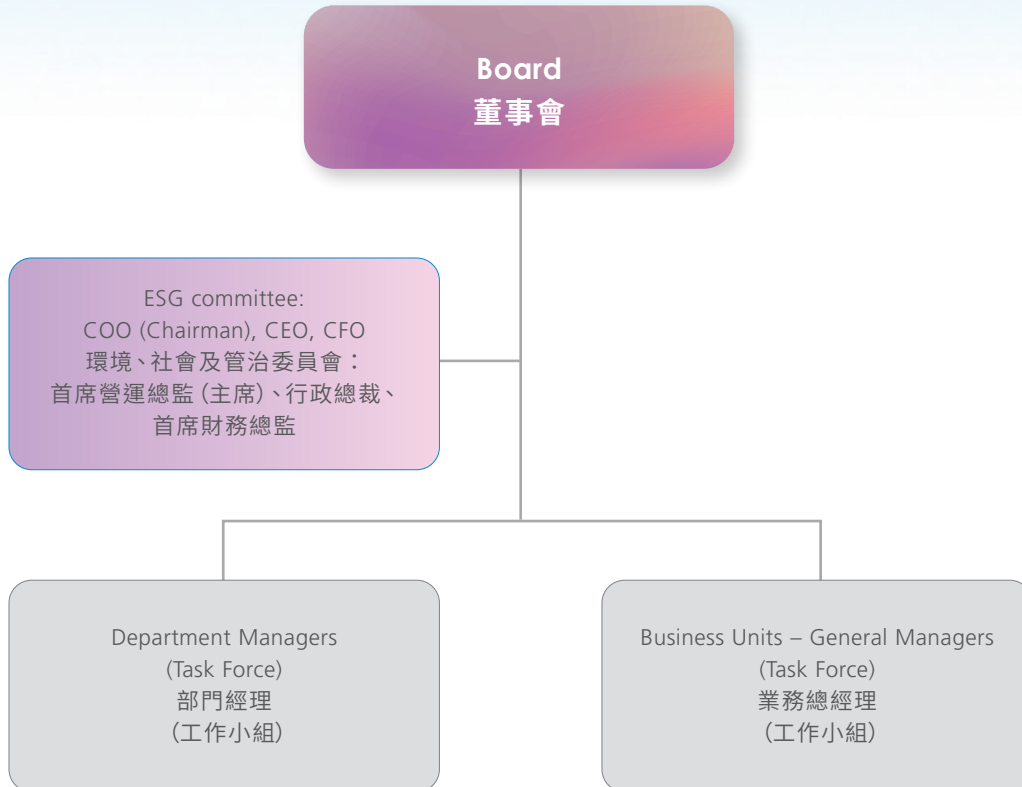 Board
董事會
ESG committee:
COO (Chairman), CEO, CFO
環境、社會及管治委員會：
首席營運總監（主席）、行政總裁、
首席財務總監
Department Managers
(Task Force)
部門經理
（工作小組）
Business Units – General Managers
(Task Force)
業務總經理
（工作小組）